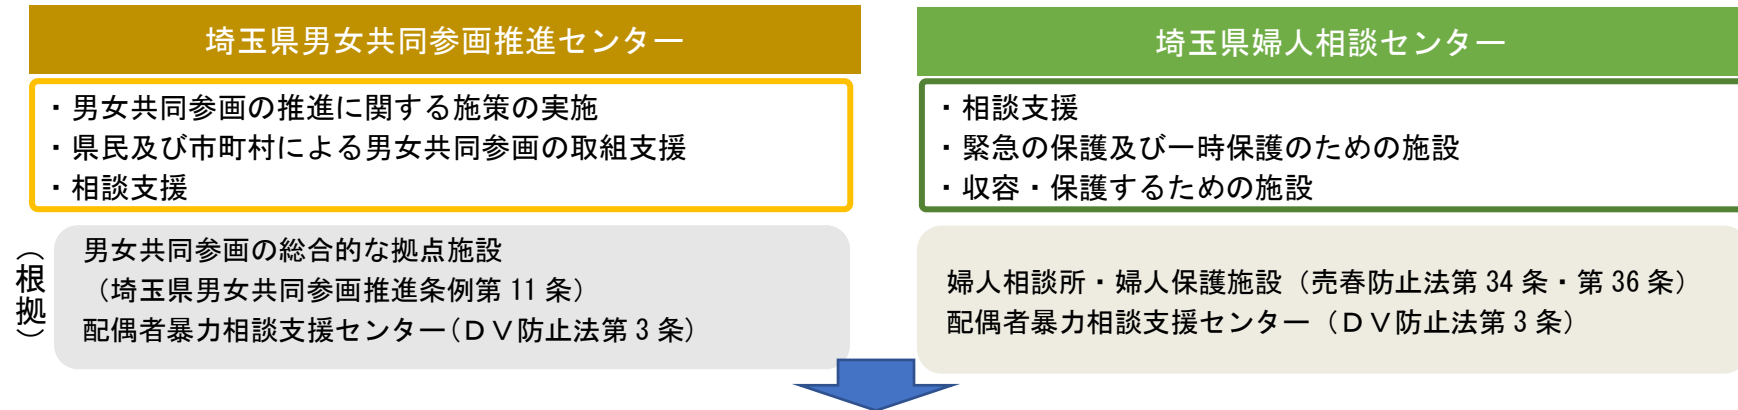 埼玉県男女共同参画推進センター
・男女共同参画の推進に関する施策の実施
・県民及び市町村による男女共同参画の取組支援
・相談支援
（根拠）
男女共同参画の総合的な拠点施設
（埼玉県男女共同参画推進条例第 11 条）
配偶者暴力相談支援センター（ＤＶ防止法第 3 条）
埼玉県婦人相談センター
・相談支援
・緊急の保護及び一時保護のための施設
・収容・保護するための施設
婦人相談所・婦人保護施設（売春防止法第 34 条・第 36 条）
配偶者暴力相談支援センター（ＤＶ防止法第 3 条）